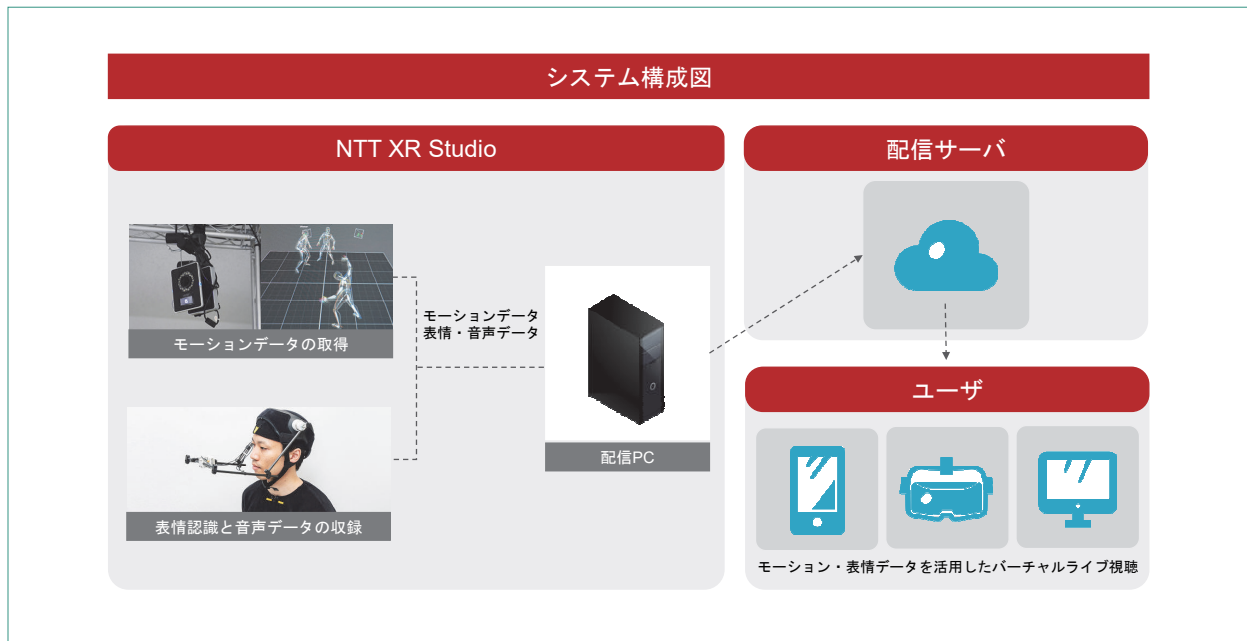 システム構成図
NTT XR Studio
モーションデータの取得
表情認識と音声データの収録
モーションデータ
表情・音声データ
配信PC
配信サーバ
ユーザ
モーション・表情データを活用したバーチャルライブ視聴